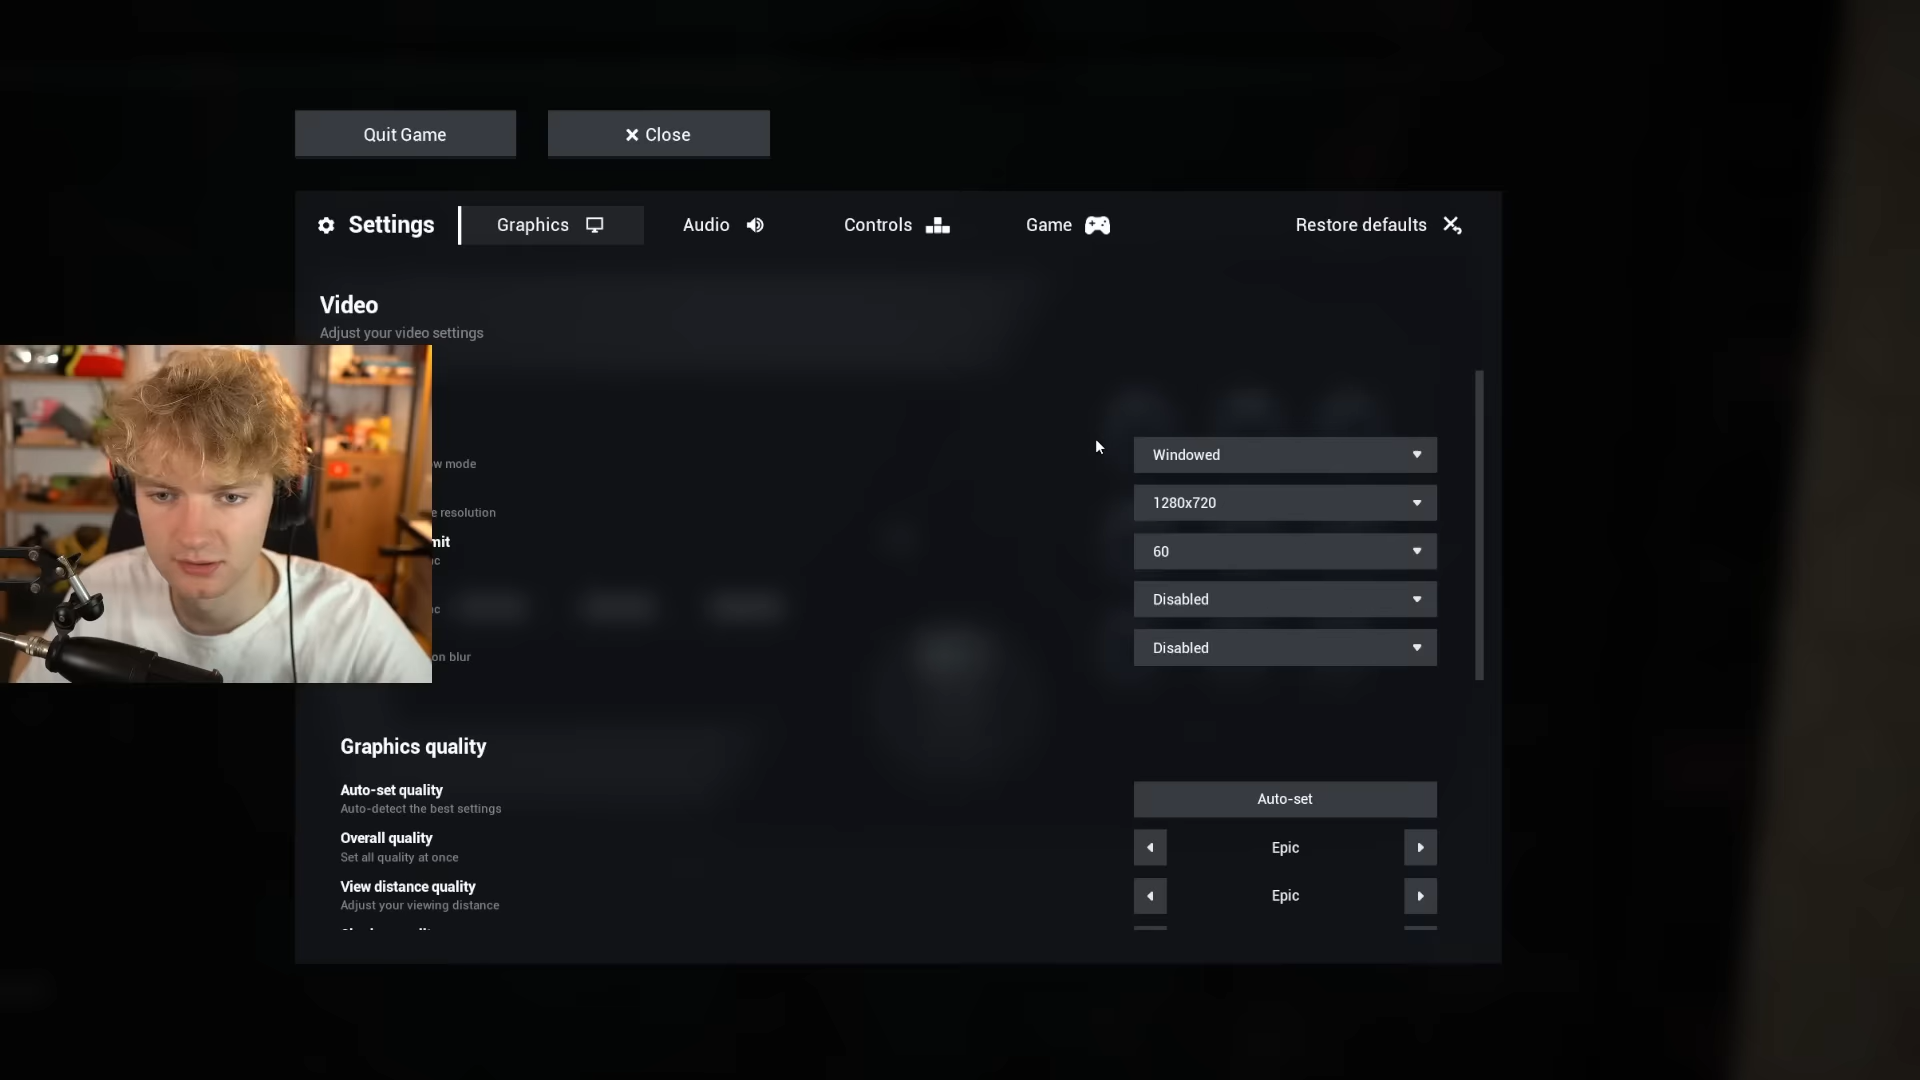 Quit Game
Close
Settings
Graphics
Audio
Controls
Game
Restore defaults
Video
Adjust your video settings
mode
Windowed
resolution
1280x720
60
Disabled
blur
Disabled
Graphics quality
Auto-set quality
Auto-detect the best settings
Auto-set
Overall quality
Set all quality at once
Epic
View distance quality
Adjust your viewing distance
Epic